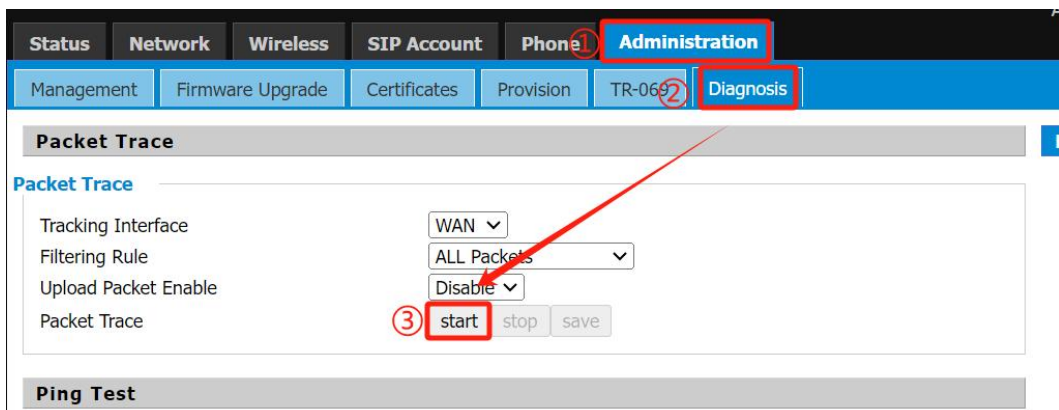 Status Network Wireless SIP Account Phone ① Administration
Management Firmware Upgrade Certificates Provision TR-069 ② Diagnosis
Packet Trace
Packet Trace
Tracking Interface WAN
Filtering Rule ALL Packets
Upload Packet Enable Disable
Packet Trace ③ start stop save
Ping Test